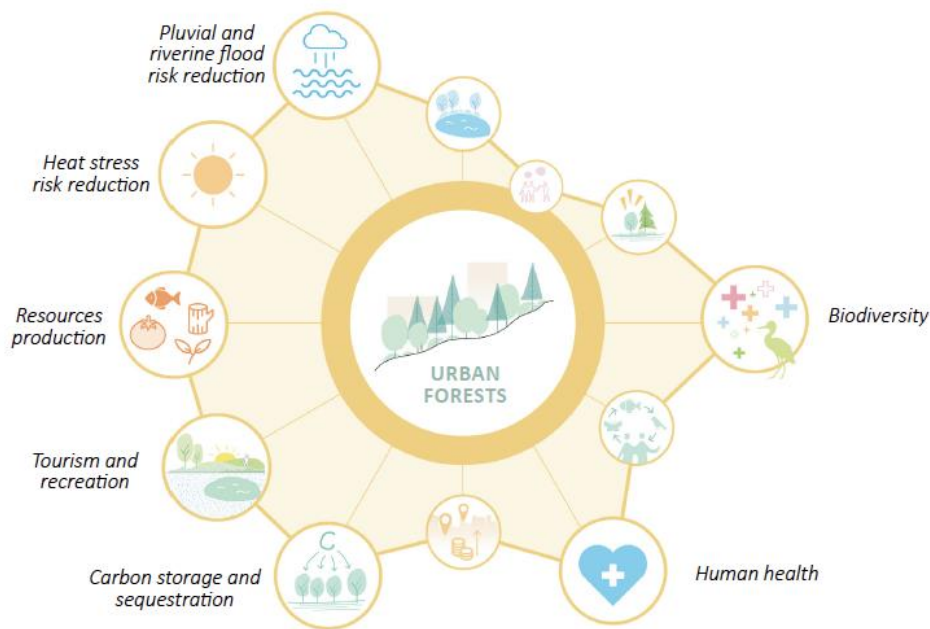 Pluvial and
riverine flood
risk reduction
Heat stress
risk reduction
Resources
production
Biodiversity
URBAN
FORESTS
Tourism and
recreation
C
Carbon storage and
sequestration
Human health